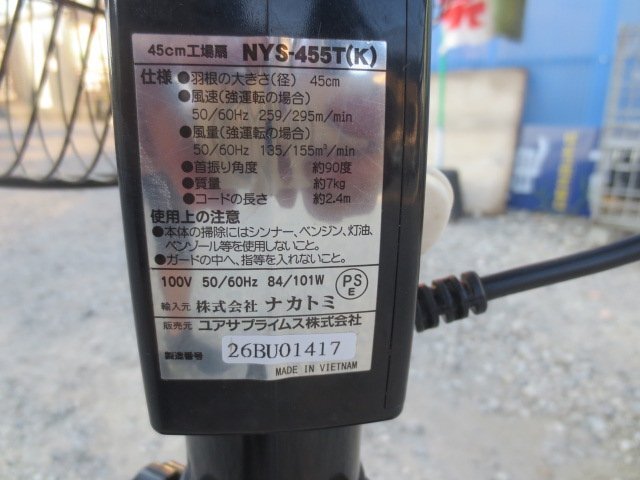 45cm工場扇 NYS-455T(K)
仕様 ●羽根の大きさ(径) 45cm
●風速(強運転の場合)
50/60Hz 259/295m/min
●風量(強運転の場合)
50/60Hz 135/155m³/min
●首振り角度 約90度
●質量 約7kg
●コードの長さ 約2.4m
使用上の注意
●本体の掃除にはシンナー、ベンジン、灯油、
ベンゾール等を使用しないこと。
●ガードの中へ、指等を入れないこと。
100V 50/60Hz 84/101W PSE
輸入元 株式会社 ナカトミ
販売元 ユアサプライムス株式会社
製造番号 26BU01417
MADE IN VIETNAM